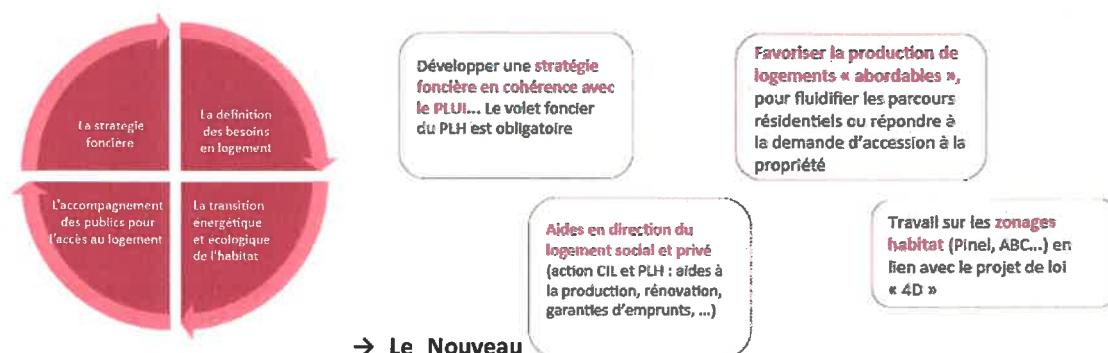 La stratégie
foncière
La définition
des besoins
en logement
L'accompagnement
des publics pour
l'accès au logement
La transition
énergétique
et écologique
de l'habitat
Développer une stratégie
foncière en cohérence avec
le PLUI... Le volet foncier
du PLH est obligatoire
Favoriser la production de
logements « abordables »,
pour fluidifier les parcours
résidentiels ou répondre à
la demande d'accession à la
propriété
Aides en direction du
logement social et privé
(action CIL et PLH : aides à
la production, rénovation,
garanties d'emprunts, ...)
Travail sur les zonages
habitat (Pinel, ABC...) en
lien avec le projet de loi
« 4D »
→ Le Nouveau